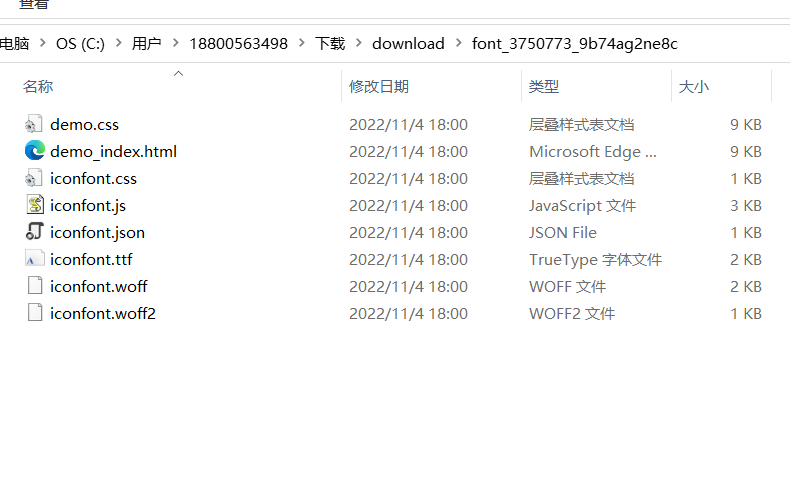 查看
电脑 > OS (C:) > 用户 > 18800563498 > 下载 > download > font_3750773_9b74ag2ne8c
名称 修改日期 类型 大小
demo.css 2022/11/4 18:00 层叠样式表文档 9 KB
demo_index.html 2022/11/4 18:00 Microsoft Edge ... 9 KB
iconfont.css 2022/11/4 18:00 层叠样式表文档 1 KB
iconfont.js 2022/11/4 18:00 JavaScript 文件 3 KB
iconfont.json 2022/11/4 18:00 JSON File 1 KB
iconfont.ttf 2022/11/4 18:00 TrueType 字体文件 2 KB
iconfont.woff 2022/11/4 18:00 WOFF 文件 2 KB
iconfont.woff2 2022/11/4 18:00 WOFF2 文件 1 KB